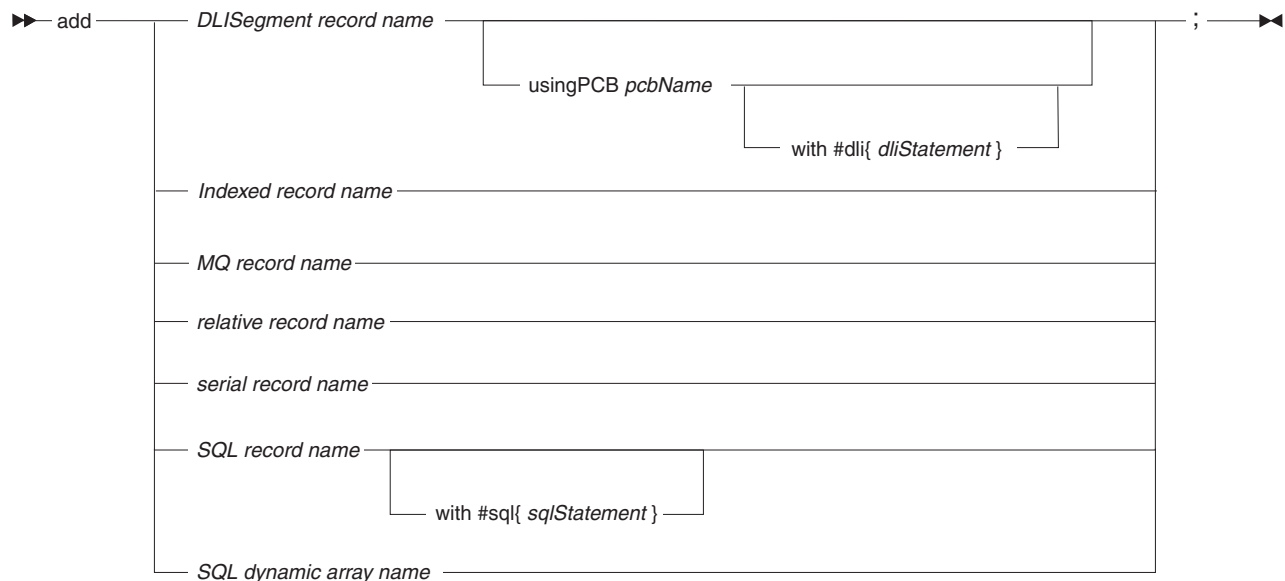 add DLISegment record name ;
usingPCB pcbName
with #dli{ dliStatement }
Indexed record name
MQ record name
relative record name
serial record name
SQL record name
with #sql{ sqlStatement }
SQL dynamic array name